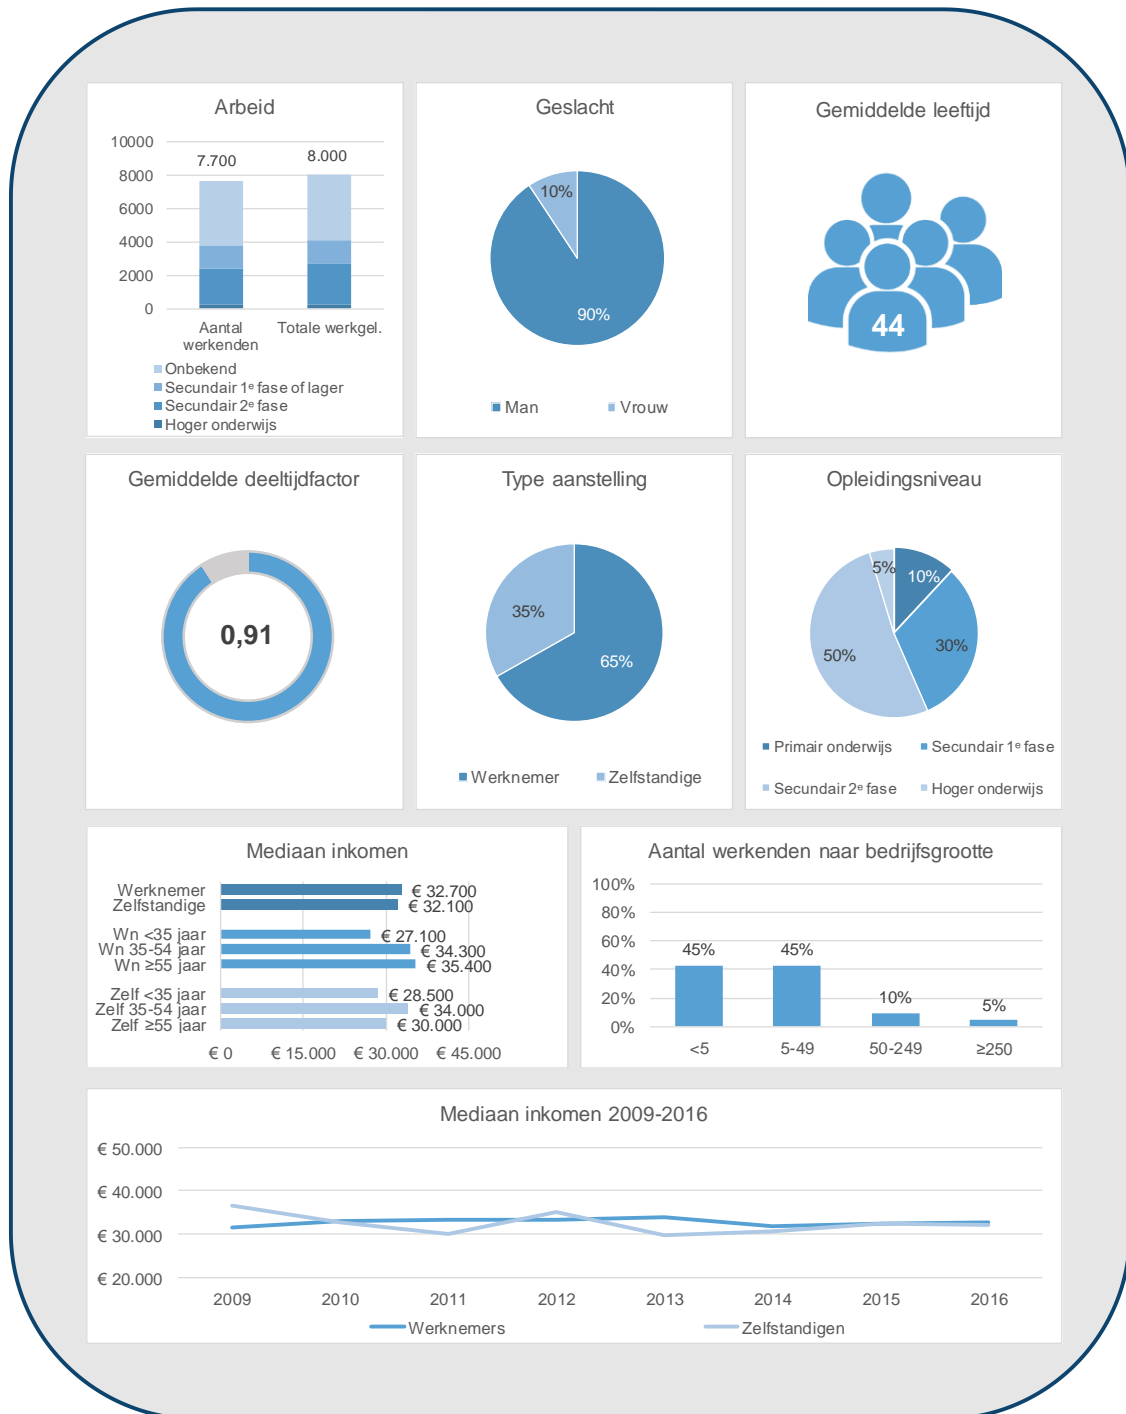 Arbeid
10000
8000
6000
4000
2000
0
7.700
8.000
Aantal
werkenden
Totale werkgel.
Onbekend
Secundair 1e fase of lager
Secundair 2e fase
Hoger onderwijs
Geslacht
10%
90%
Man
Vrouw
Gemiddelde leeftijd
44
Gemiddelde deeltijdfactor
0,91
Type aanstelling
35%
65%
Werknemer
Zelfstandige
Opleidingsniveau
5%
10%
30%
50%
Primair onderwijs
Secundair 1e fase
Secundair 2e fase
Hoger onderwijs
Mediaan inkomen
Werknemer € 32.700
Zelfstandige € 32.100
Wn <35 jaar € 27.100
Wn 35-54 jaar € 34.300
Wn ≥55 jaar € 35.400
Zelf <35 jaar € 28.500
Zelf 35-54 jaar € 34.000
Zelf ≥55 jaar € 30.000
€ 0 € 15.000 € 30.000 € 45.000
Aantal werkenden naar bedrijfsgrootte
100%
80%
60%
40%
20%
0%
45%
45%
10%
5%
<5 5-49 50-249 ≥250
Mediaan inkomen 2009-2016
€ 50.000
€ 40.000
€ 30.000
€ 20.000
2009 2010 2011 2012 2013 2014 2015 2016
Werknemers
Zelfstandigen